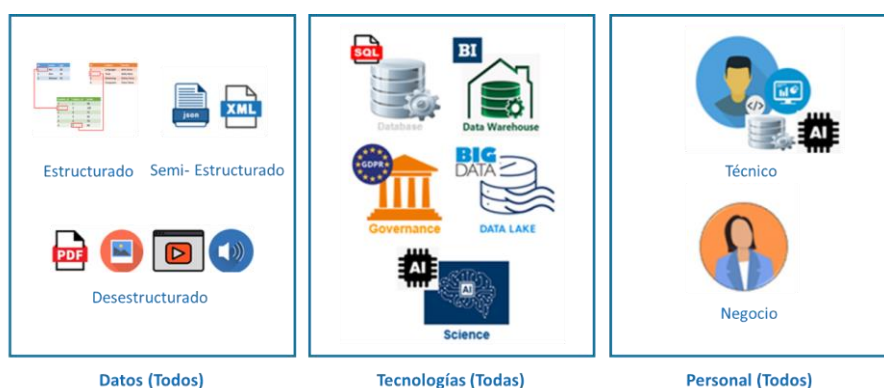 Estructurado
json
XML
Semi- Estructurado
PDF
Desestructurado
Datos (Todos)
SQL
Database
BI
Data Warehouse
GDPR
Governance
BIG
DATA
DATA LAKE
AI
AI
Science
Tecnologías (Todas)
</>
AI
Técnico
Negocio
Personal (Todos)